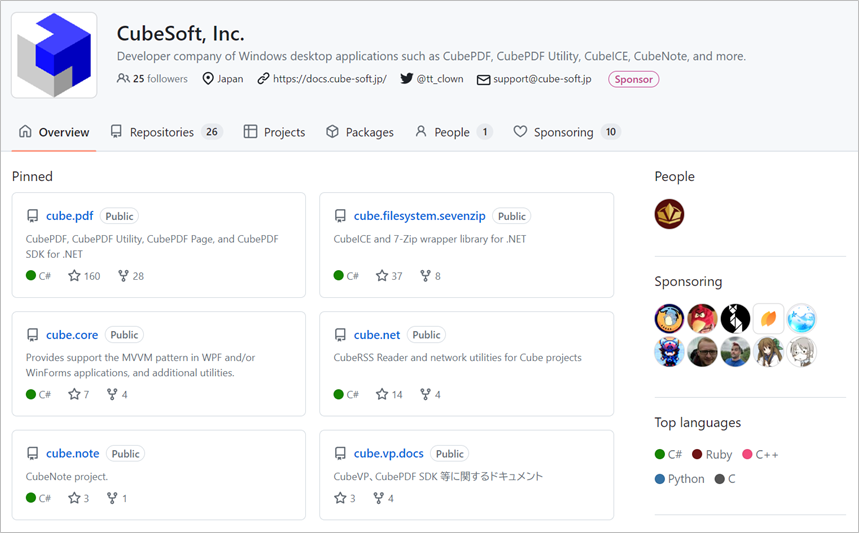 CubeSoft, Inc.
Developer company of Windows desktop applications such as CubePDF, CubePDF Utility, CubeICE, CubeNote, and more.
25 followers Japan https://docs.cube-soft.jp/ @tt_clown support@cube-soft.jp Sponsor
Overview Repositories 26 Projects Packages People 1 Sponsoring 10
Pinned
cube.pdf Public
CubePDF, CubePDF Utility, CubePDF Page, and CubePDF
SDK for .NET
C# 160 28
cube.filesystem.sevenzip Public
CubeICE and 7-Zip wrapper library for .NET
C# 37 8
cube.core Public
Provides support the MVVM pattern in WPF and/or
WinForms applications, and additional utilities.
C# 7 4
cube.net Public
CubeRSS Reader and network utilities for Cube projects
C# 14 4
cube.note Public
CubeNote project.
C# 3 1
cube.vp.docs Public
CubeVP、CubePDF SDK 等に関するドキュメント
3 4
People
Sponsoring
Top languages
C# Ruby C++
Python C